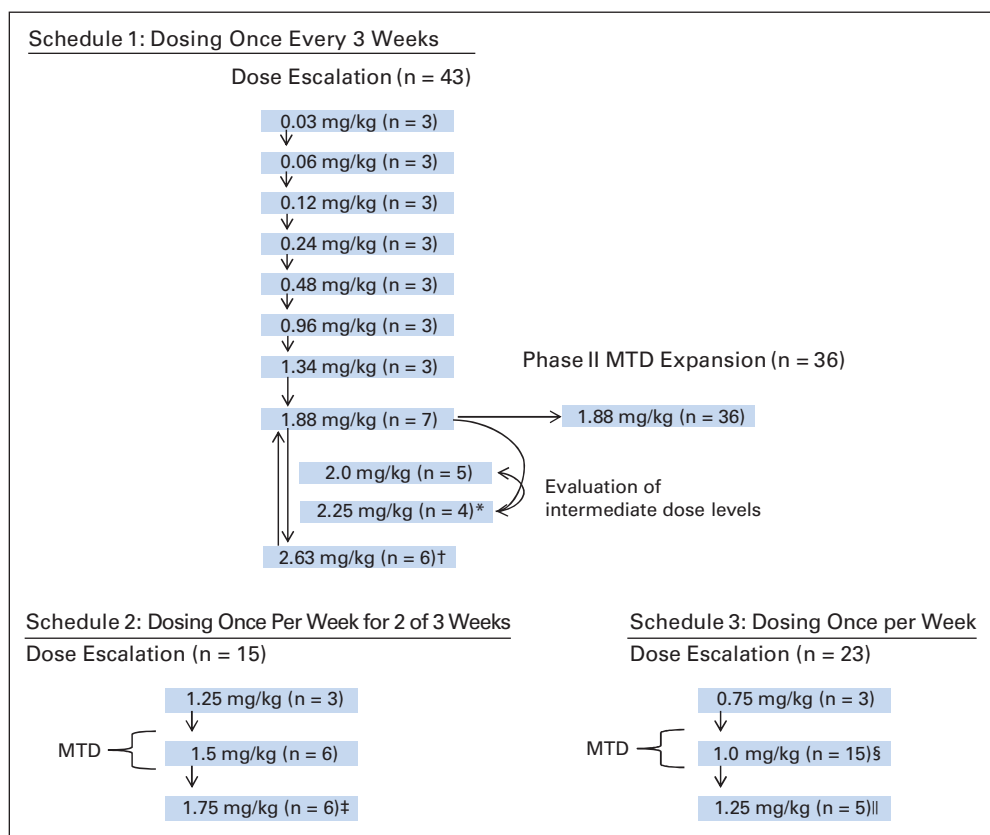 Schedule 1: Dosing Once Every 3 Weeks
Dose Escalation (n = 43)
0.03 mg/kg (n = 3)
0.06 mg/kg (n = 3)
0.12 mg/kg (n = 3)
0.24 mg/kg (n = 3)
0.48 mg/kg (n = 3)
0.96 mg/kg (n = 3)
1.34 mg/kg (n = 3)
Phase II MTD Expansion (n = 36)
1.88 mg/kg (n = 7)
1.88 mg/kg (n = 36)
2.0 mg/kg (n = 5)
2.25 mg/kg (n = 4)*
Evaluation of
intermediate dose levels
2.63 mg/kg (n = 6)†
Schedule 2: Dosing Once Per Week for 2 of 3 Weeks
Dose Escalation (n = 15)
1.25 mg/kg (n = 3)
MTD
1.5 mg/kg (n = 6)
1.75 mg/kg (n = 6)‡
Schedule 3: Dosing Once per Week
Dose Escalation (n = 23)
0.75 mg/kg (n = 3)
MTD
1.0 mg/kg (n = 15)§
1.25 mg/kg (n = 5)||